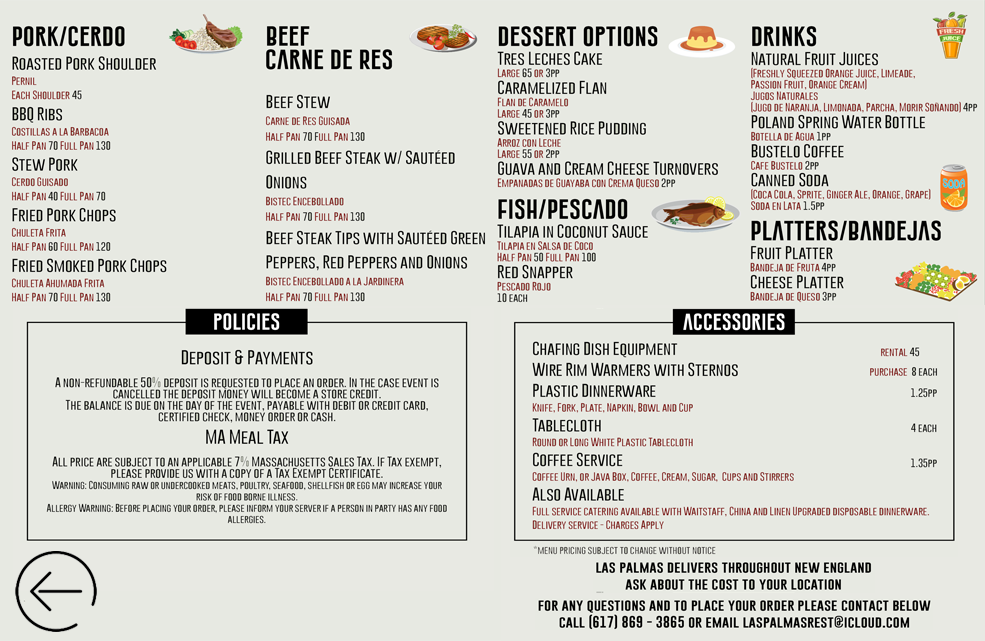 PORK/CERDO
ROASTED PORK SHOULDER
PERNIL
EACH SHOULDER 45
BBQ RIBS
COSTILLAS A LA BARBACOA
HALF PAN 70 FULL PAN 130
STEW PORK
CERDO GUISADO
HALF PAN 40 FULL PAN 70
FRIED PORK CHOPS
CHULETA FRITA
HALF PAN 60 FULL PAN 120
FRIED SMOKED PORK CHOPS
CHULETA AHUMADA FRITA
HALF PAN 70 FULL PAN 130
BEEF
CARNE DE RES
BEEF STEW
CARNE DE RES GUISADA
HALF PAN 70 FULL PAN 130
GRILLED BEEF STEAK W/ SAUTÉED
ONIONS
BISTEC ENCEBOLLADO
HALF PAN 70 FULL PAN 130
BEEF STEAK TIPS WITH SAUTÉED GREEN
PEPPERS, RED PEPPERS AND ONIONS
BISTEC ENCEBOLLADO A LA JARDINERA
HALF PAN 70 FULL PAN 130
DESSERT OPTIONS
TRES LECHES CAKE
LARGE 65 OR 3PP
CARAMELIZED FLAN
FLAN DE CARAMELO
LARGE 45 OR 3PP
SWEETENED RICE PUDDING
ARROZ CON LECHE
LARGE 55 OR 2PP
GUAVA AND CREAM CHEESE TURNOVERS
EMPANADAS DE GUAYABA CON CREMA QUESO 2PP
FISH/PESCADO
TILAPIA IN COCONUT SAUCE
TILAPIA EN SALSA DE COCO
HALF PAN 50 FULL PAN 100
RED SNAPPER
PESCADO ROJO
10 EACH
DRINKS
FRESH
JUICE
NATURAL FRUIT JUICES
(FRESHLY SQUEEZED ORANGE JUICE, LIMEADE,
PASSION FRUIT, ORANGE CREAM)
JUGOS NATURALES
(JUGO DE NARANJA, LIMONADA, PARCHA, MORIR SOÑANDO) 4PP
POLAND SPRING WATER BOTTLE
BOTELLA DE AGUA 1PP
BUSTELO COFFEE
CAFE BUSTELO 2PP
CANNED SODA
(COCA COLA, SPRITE, GINGER ALE, ORANGE, GRAPE)
SODA EN LATA 1.5PP
SODA
PLATTERS/BANDEJAS
FRUIT PLATTER
BANDEJA DE FRUTA 4PP
CHEESE PLATTER
BANDEJA DE QUESO 3PP
POLICIES
DEPOSIT & PAYMENTS
A NON-REFUNDABLE 50% DEPOSIT IS REQUESTED TO PLACE AN ORDER. IN THE CASE EVENT IS
CANCELLED THE DEPOSIT MONEY WILL BECOME A STORE CREDIT.
THE BALANCE IS DUE ON THE DAY OF THE EVENT, PAYABLE WITH DEBIT OR CREDIT CARD,
CERTIFIED CHECK, MONEY ORDER OR CASH.
MA MEAL TAX
ALL PRICE ARE SUBJECT TO AN APPLICABLE 7% MASSACHUSETTS SALES TAX. IF TAX EXEMPT,
PLEASE PROVIDE US WITH A COPY OF A TAX EXEMPT CERTIFICATE.
WARNING: CONSUMING RAW OR UNDERCOOKED MEATS, POULTRY, SEAFOOD, SHELLFISH OR EGG MAY INCREASE YOUR
RISK OF FOOD BORNE ILLNESS.
ALLERGY WARNING: BEFORE PLACING YOUR ORDER, PLEASE INFORM YOUR SERVER IF A PERSON IN PARTY HAS ANY FOOD
ALLERGIES.
ACCESSORIES
CHAFING DISH EQUIPMENT RENTAL 45
WIRE RIM WARMERS WITH STERNOS PURCHASE 8 EACH
PLASTIC DINNERWARE 1.25PP
KNIFE, FORK, PLATE, NAPKIN, BOWL AND CUP
TABLECLOTH 4 EACH
ROUND OR LONG WHITE PLASTIC TABLECLOTH
COFFEE SERVICE 1.35PP
COFFEE URN, OR JAVA BOX, COFFEE, CREAM, SUGAR, CUPS AND STIRRERS
ALSO AVAILABLE
FULL SERVICE CATERING AVAILABLE WITH WAITSTAFF, CHINA AND LINEN UPGRADED DISPOSABLE DINNERWARE.
DELIVERY SERVICE - CHARGES APPLY
*MENU PRICING SUBJECT TO CHANGE WITHOUT NOTICE
LAS PALMAS DELIVERS THROUGHOUT NEW ENGLAND
ASK ABOUT THE COST TO YOUR LOCATION
FOR ANY QUESTIONS AND TO PLACE YOUR ORDER PLEASE CONTACT BELOW
CALL (617) 869 - 3865 OR EMAIL LASPALMASREST@ICLOUD.COM